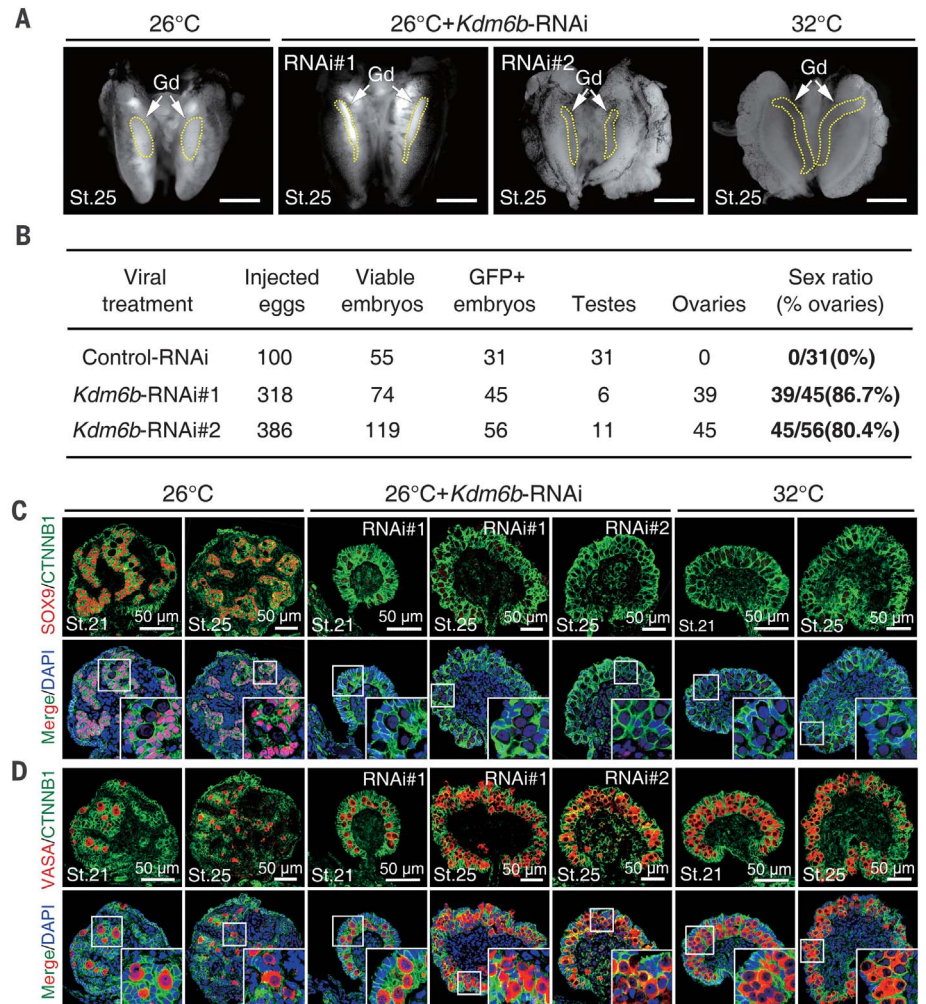 A
26°C
26°C+Kdm6b-RNAi
32°C
Gd
St.25
RNAi#1
Gd
St.25
RNAi#2
Gd
St.25
Gd
St.25
B
Viral treatment
Injected eggs
Viable embryos
GFP+ embryos
Testes
Ovaries
Sex ratio (% ovaries)
Control-RNAi 100 55 31 31 0 0/31(0%)
Kdm6b-RNAi#1 318 74 45 6 39 39/45(86.7%)
Kdm6b-RNAi#2 386 119 56 11 45 45/56(80.4%)
26°C
26°C+Kdm6b-RNAi
32°C
C
SOX9/CTNNB1
St.21 50 µm
St.25 50 µm
RNAi#1
St.21 50 µm
RNAi#1
St.25 50 µm
RNAi#2
St.25 50 µm
St.21 50 µm
St.25 50 µm
Merge/DAPI
D
VASA/CTNNB1
St.21 50 µm
St.25 50 µm
RNAi#1
St.21 50 µm
RNAi#1
St.25 50 µm
RNAi#2
St.25 50 µm
St.21 50 µm
St.25 50 µm
Merge/DAPI